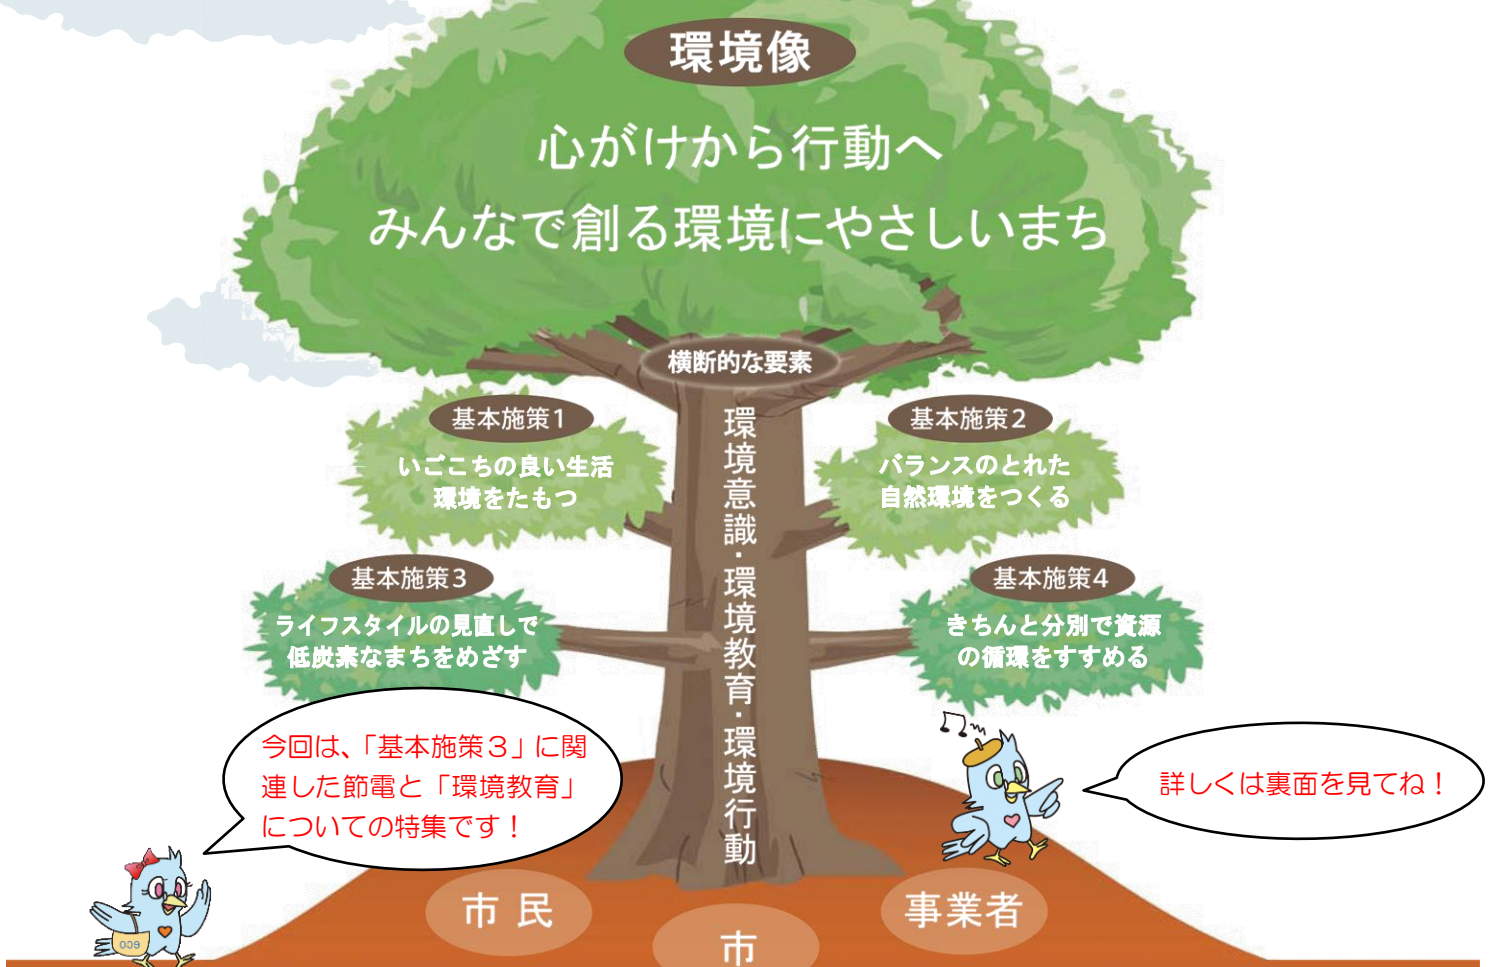 環境像
心がけから行動へ
みんなで創る環境にやさしいまち
横断的な要素
環境意識・環境教育・環境行動
基本施策1
いごこちの良い生活
環境をたもつ
基本施策2
バランスのとれた
自然環境をつくる
基本施策3
ライフスタイルの見直しで
低炭素なまちをめざす
基本施策4
きちんと分別で資源
の循環をすすめる
今回は、「基本施策３」に関
連した節電と「環境教育」
についての特集です！
詳しくは裏面を見てね！
市民
市
事業者